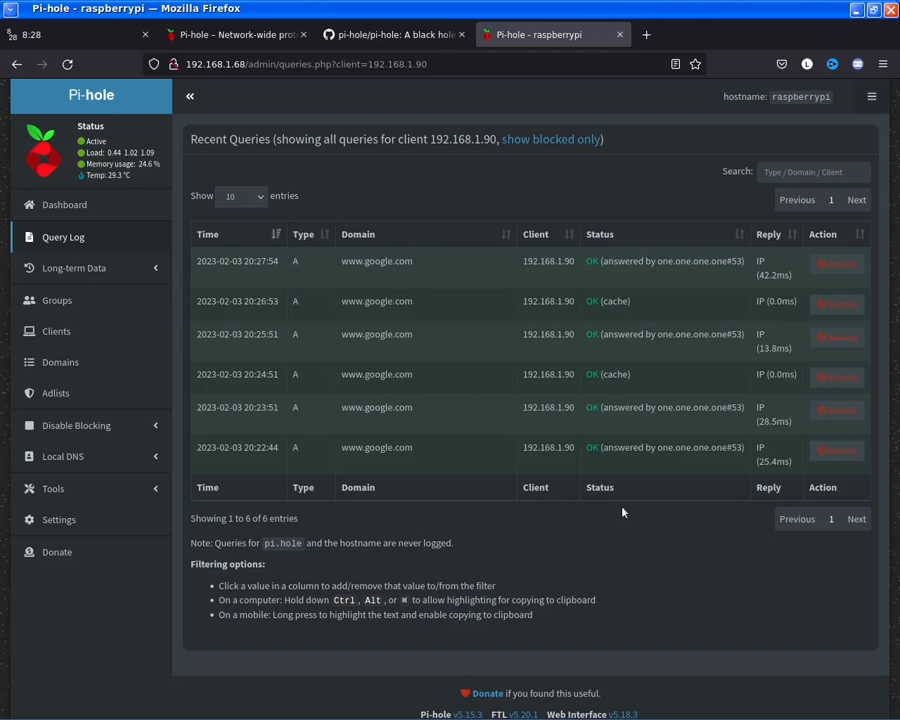 Pi-hole - raspberrypi — Mozilla Firefox
8 28 8:28
Pi-hole – Network-wide prot
pi-hole/pi-hole: A black hole
Pi-hole - raspberrypi
192.168.1.68/admin/queries.php?client=192.168.1.90
L
Pi-hole
hostname: raspberrypi
Status
Active
Load: 0.44 1.02 1.09
Memory usage: 24.6 %
Temp: 29.3 °C
Dashboard
Query Log
Long-term Data
Groups
Clients
Domains
Adlists
Disable Blocking
Local DNS
Tools
Settings
Donate
Recent Queries (showing all queries for client 192.168.1.90, show blocked only)
Search: Type / Domain / Client
Show 10 entries
Previous 1 Next
Time Type Domain Client Status Reply Action
2023-02-03 20:27:54 A www.google.com 192.168.1.90 OK (answered by one.one.one.one#53) IP (42.2ms)
2023-02-03 20:26:53 A www.google.com 192.168.1.90 OK (cache) IP (0.0ms)
2023-02-03 20:25:51 A www.google.com 192.168.1.90 OK (answered by one.one.one.one#53) IP (13.8ms)
2023-02-03 20:24:51 A www.google.com 192.168.1.90 OK (cache) IP (0.0ms)
2023-02-03 20:23:51 A www.google.com 192.168.1.90 OK (answered by one.one.one.one#53) IP (28.5ms)
2023-02-03 20:22:44 A www.google.com 192.168.1.90 OK (answered by one.one.one.one#53) IP (25.4ms)
Time Type Domain Client Status Reply Action
Showing 1 to 6 of 6 entries
Previous 1 Next
Note: Queries for pi.hole and the hostname are never logged.
Filtering options:
Click a value in a column to add/remove that value to/from the filter
On a computer: Hold down Ctrl, Alt, or ⌘ to allow highlighting for copying to clipboard
On a mobile: Long press to highlight the text and enable copying to clipboard
Donate if you found this useful.
Pi-hole v5.15.3 FTL v5.20.1 Web Interface v5.18.3